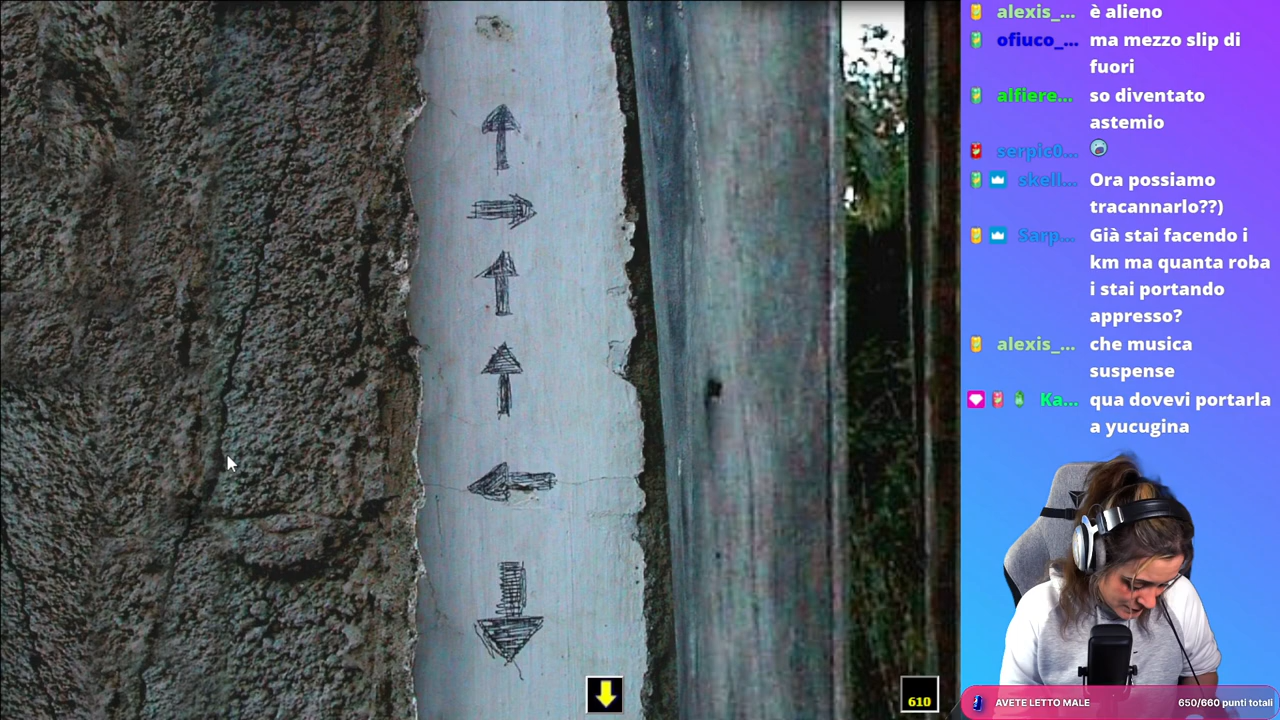 alexis_... è alieno
ofiuco_... ma mezzo slip di
fuori
alfiere... so diventato
astemio
serpic0...
skell... Ora possiamo
tracannarlo??)
Sarp... Già stai facendo i
km ma quanta roba
i stai portando
appresso?
alexis_... che musica
suspense
Ka... qua dovevi portarla
a yucugina
610
AVETE LETTO MALE 650/660 punti totali